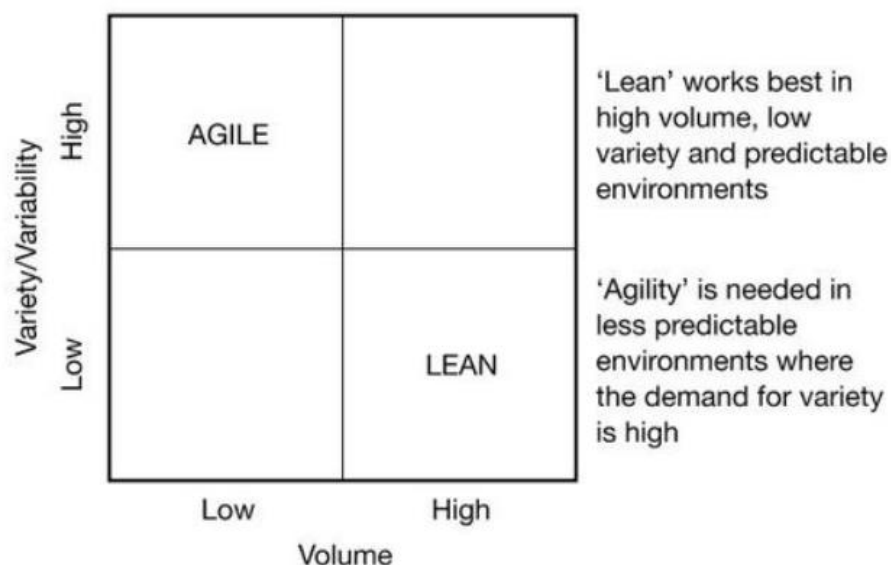 Variety/Variability
High
Low
AGILE
LEAN
Low
High
Volume
‘Lean’ works best in
high volume, low
variety and predictable
environments
‘Agility’ is needed in
less predictable
environments where
the demand for variety
is high